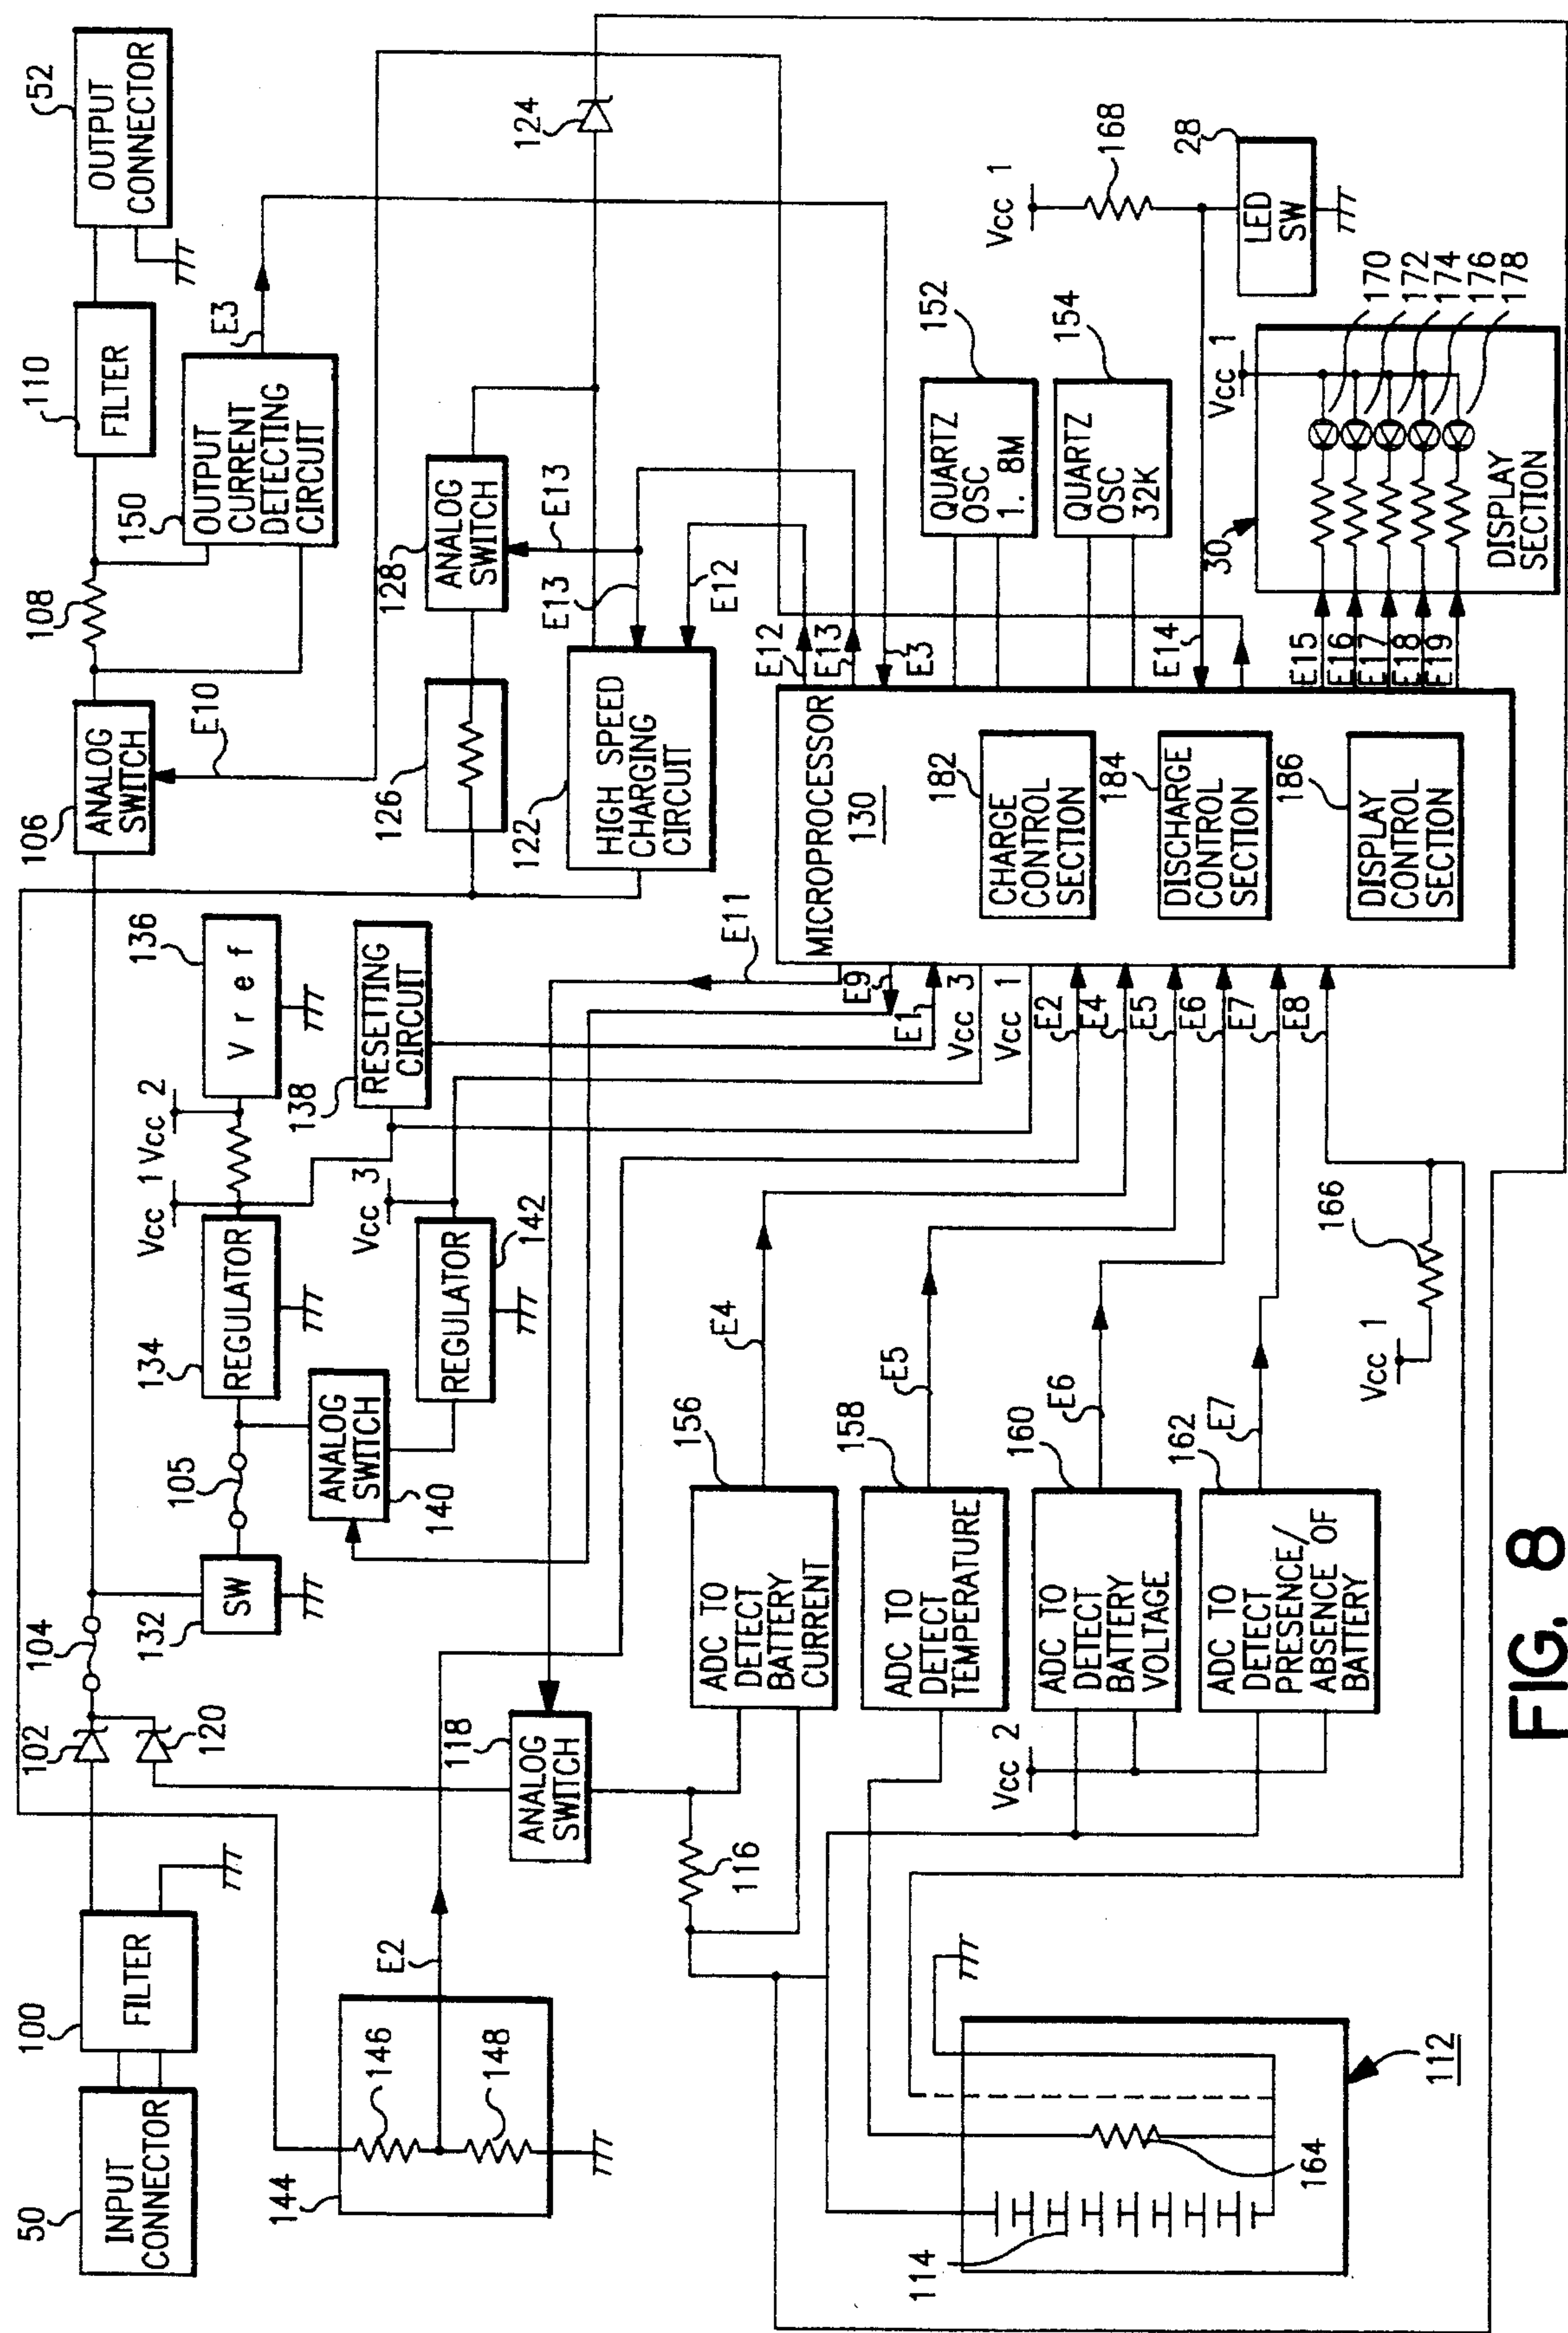 50
INPUT
CONNECTOR
100
FILTER
102
120
104
132
SW
105
134
REGULATOR
Vcc 1
Vcc 2
136
Vref
106
ANALOG
SWITCH
E10
108
150
OUTPUT
CURRENT
DETECTING
CIRCUIT
E3
110
FILTER
52
OUTPUT
CONNECTOR
ANALOG
SWITCH
140
Vcc 3
REGULATOR
142
138
RESETTING
CIRCUIT
126
128
ANALOG
SWITCH
E13
E13
E12
124
122
HIGH SPEED
CHARGING
CIRCUIT
144
146
148
E2
118
ANALOG
SWITCH
116
156
ADC TO
DETECT
BATTERY
CURRENT
E4
158
ADC TO
DETECT
TEMPERATURE
E5
160
ADC TO
DETECT
BATTERY
VOLTAGE
E6
162
ADC TO
DETECT
PRESENCE/
ABSENCE OF
BATTERY
E7
Vcc 2
Vcc 1
166
114
164
112
E11
E9
E1
Vcc 3
Vcc 1
E2
E4
E5
E6
E7
E8
MICROPROCESSOR
130
182
CHARGE
CONTROL
SECTION
184
DISCHARGE
CONTROL
SECTION
186
DISPLAY
CONTROL
SECTION
E12
E13
E3
E14
E15
E16
E17
E18
E19
QUARTZ
OSC
1. 8M
152
QUARTZ
OSC
32K
154
Vcc 1
168
28
LED
SW
30
Vcc 1
170
172
174
176
178
DISPLAY
SECTION
FIG. 8